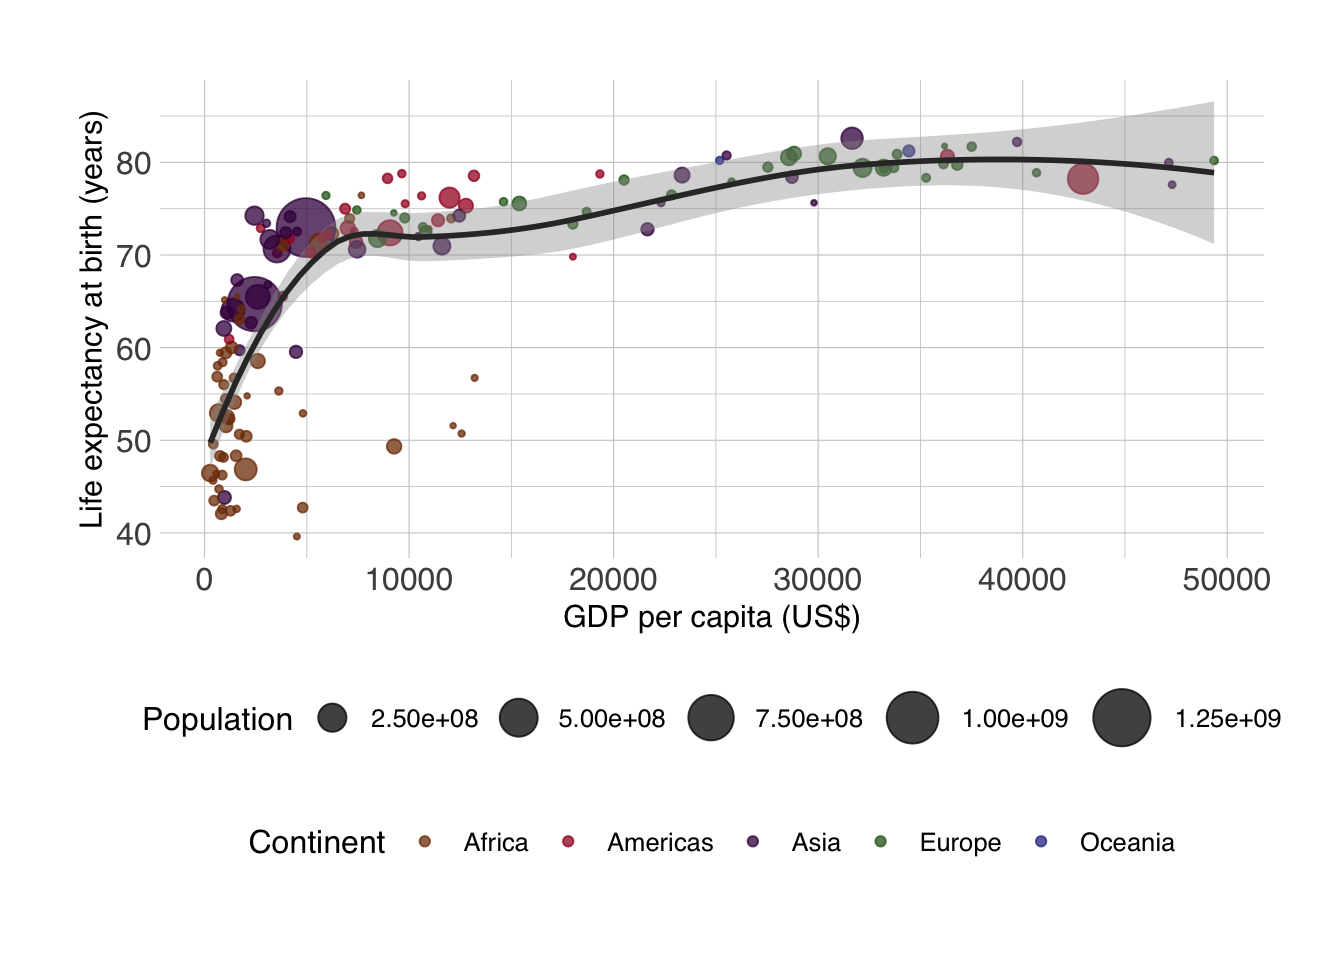 Life expectancy at birth (years)
80
70
60
50
40
0 10000 20000 30000 40000 50000
GDP per capita (US$)
Population 2.50e+08 5.00e+08 7.50e+08 1.00e+09 1.25e+09
Continent Africa Americas Asia Europe Oceania